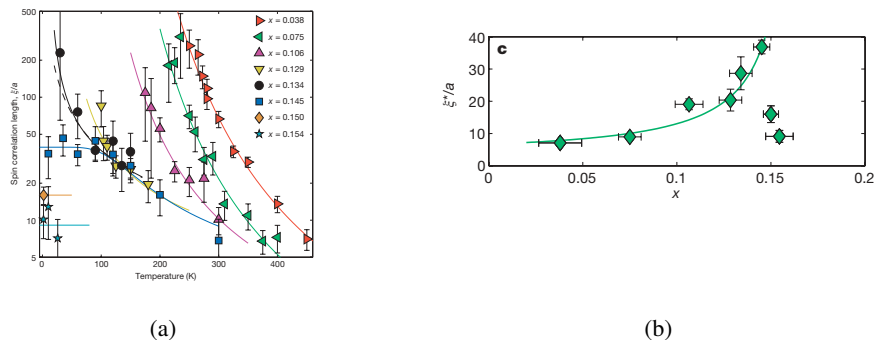 500
200
100
50
20
10
5
0
100
200
300
400
Spin correlation length, ξ/a
Temperature (K)
x = 0.038
x = 0.075
x = 0.106
x = 0.129
x = 0.134
x = 0.145
x = 0.150
x = 0.154
(a)
c
40
30
20
10
0
ξ*/a
0
0.05
0.1
0.15
0.2
x
(b)